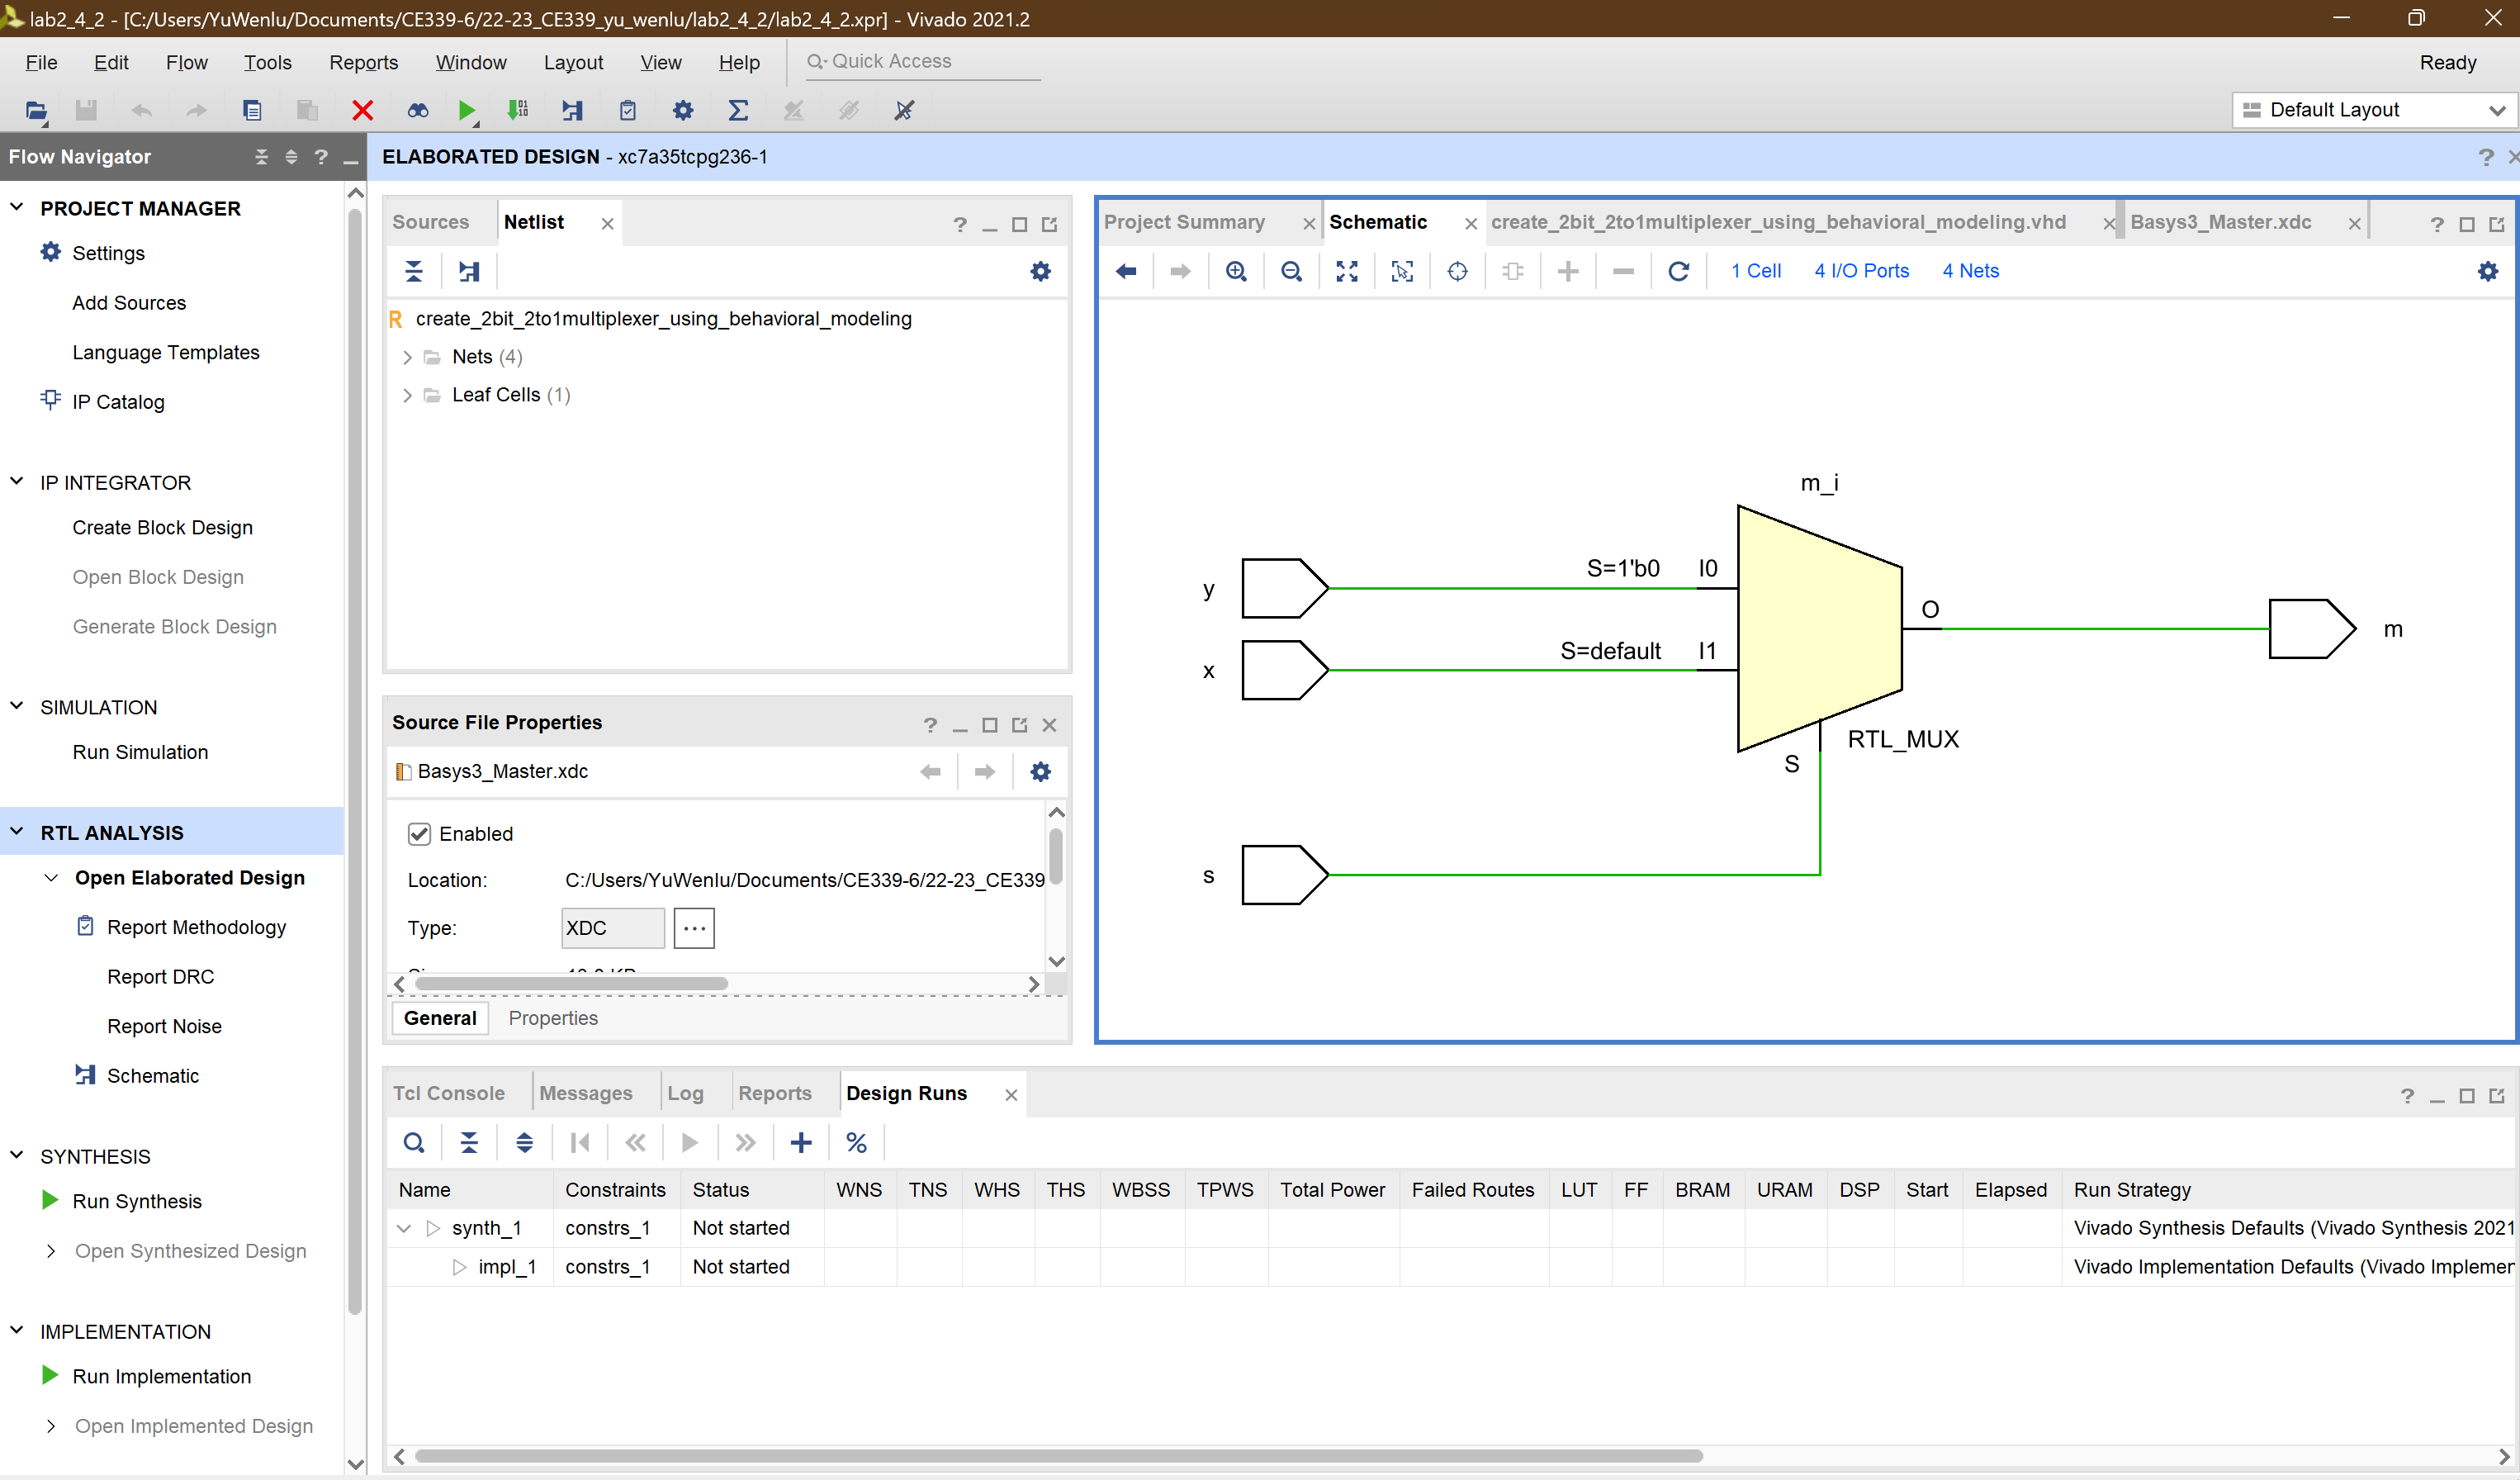 lab2_4_2 - [C:/Users/YuWenlu/Documents/CE339-6/22-23_CE339_yu_wenlu/lab2_4_2/lab2_4_2.xpr] - Vivado 2021.2
File Edit Flow Tools Reports Window Layout View Help Quick Access Ready
Default Layout
Flow Navigator
ELABORATED DESIGN - xc7a35tcpg236-1
PROJECT MANAGER
Settings
Add Sources
Language Templates
IP Catalog
IP INTEGRATOR
Create Block Design
Open Block Design
Generate Block Design
SIMULATION
Run Simulation
RTL ANALYSIS
Open Elaborated Design
Report Methodology
Report DRC
Report Noise
Schematic
SYNTHESIS
Run Synthesis
Open Synthesized Design
IMPLEMENTATION
Run Implementation
Open Implemented Design
Sources Netlist
create_2bit_2to1multiplexer_using_behavioral_modeling
Nets (4)
Leaf Cells (1)
Source File Properties
Basys3_Master.xdc
Enabled
Location: C:/Users/YuWenlu/Documents/CE339-6/22-23_CE339
Type: XDC ...
General Properties
Project Summary Schematic create_2bit_2to1multiplexer_using_behavioral_modeling.vhd Basys3_Master.xdc
1 Cell 4 I/O Ports 4 Nets
m_i
y S=1'b0 I0
O
m
x S=default I1
RTL_MUX
S
s
Tcl Console Messages Log Reports Design Runs
Name Constraints Status WNS TNS WHS THS WBSS TPWS Total Power Failed Routes LUT FF BRAM URAM DSP Start Elapsed Run Strategy
synth_1 constrs_1 Not started Vivado Synthesis Defaults (Vivado Synthesis 2021
impl_1 constrs_1 Not started Vivado Implementation Defaults (Vivado Implemen